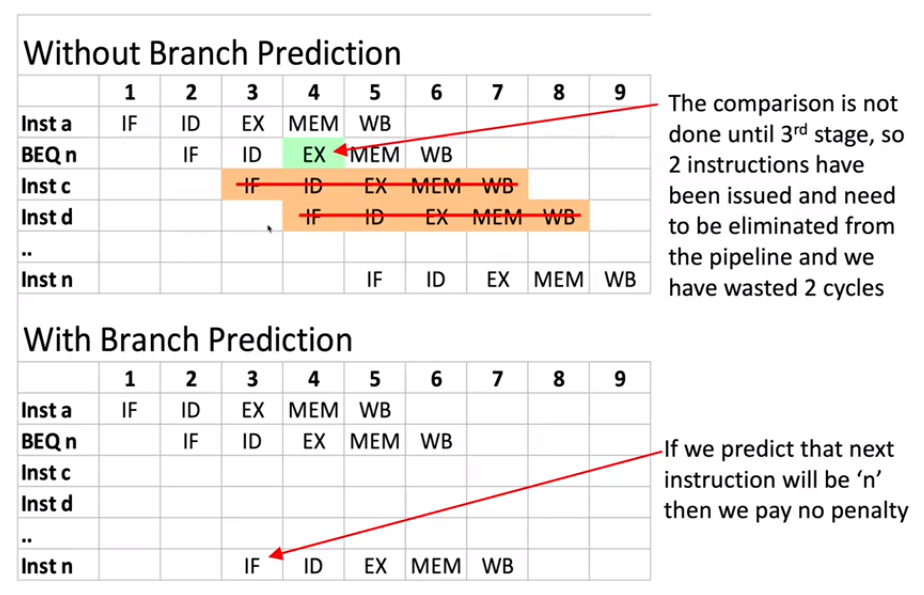 Without Branch Prediction
1 2 3 4 5 6 7 8 9
Inst a IF ID EX MEM WB
BEQ n IF ID EX MEM WB
Inst c IF ID EX MEM WB
Inst d IF ID EX MEM WB
..
Inst n IF ID EX MEM WB
The comparison is not
done until 3rd stage, so
2 instructions have
been issued and need
to be eliminated from
the pipeline and we
have wasted 2 cycles
With Branch Prediction
1 2 3 4 5 6 7 8 9
Inst a IF ID EX MEM WB
BEQ n IF ID EX MEM WB
Inst c
Inst d
..
Inst n IF ID EX MEM WB
If we predict that next
instruction will be ‘n’
then we pay no penalty